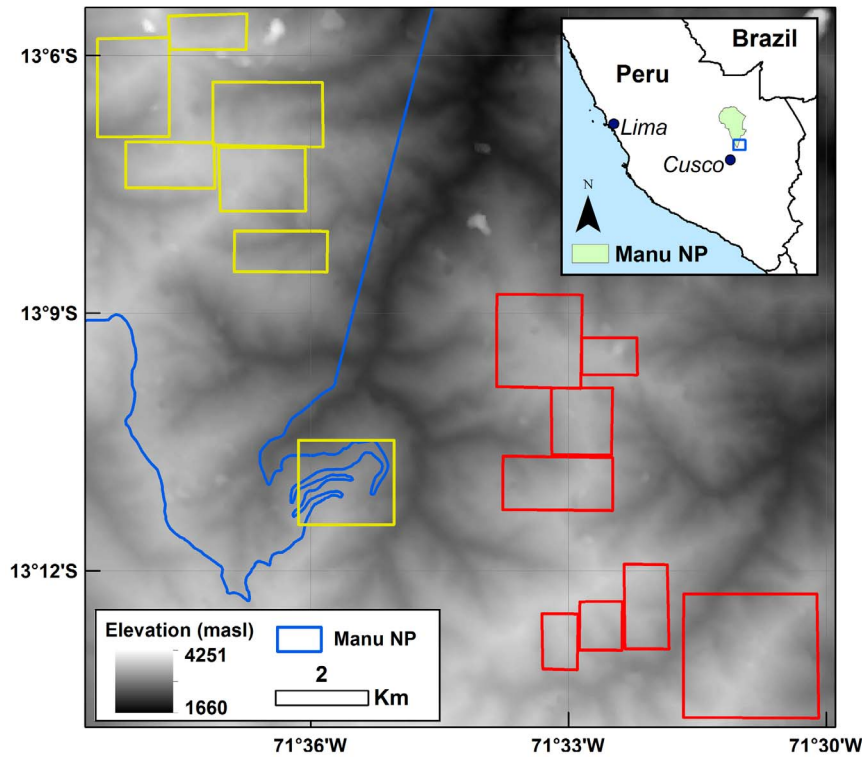 13°6'S
13°9'S
13°12'S
Brazil
Peru
Lima
Cusco
N
Manu NP
Elevation (masl)
4251
1660
Manu NP
2
Km
71°36'W
71°33'W
71°30'W